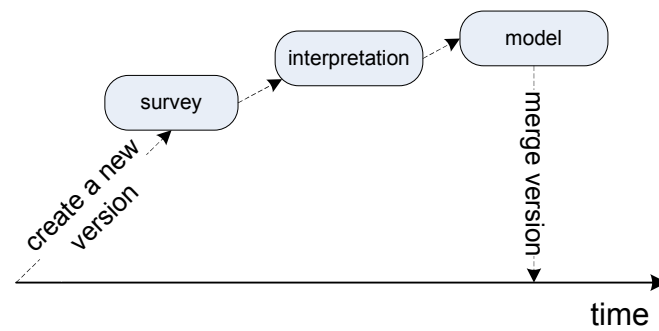 model
interpretation
survey
create a new
version
merge version
time